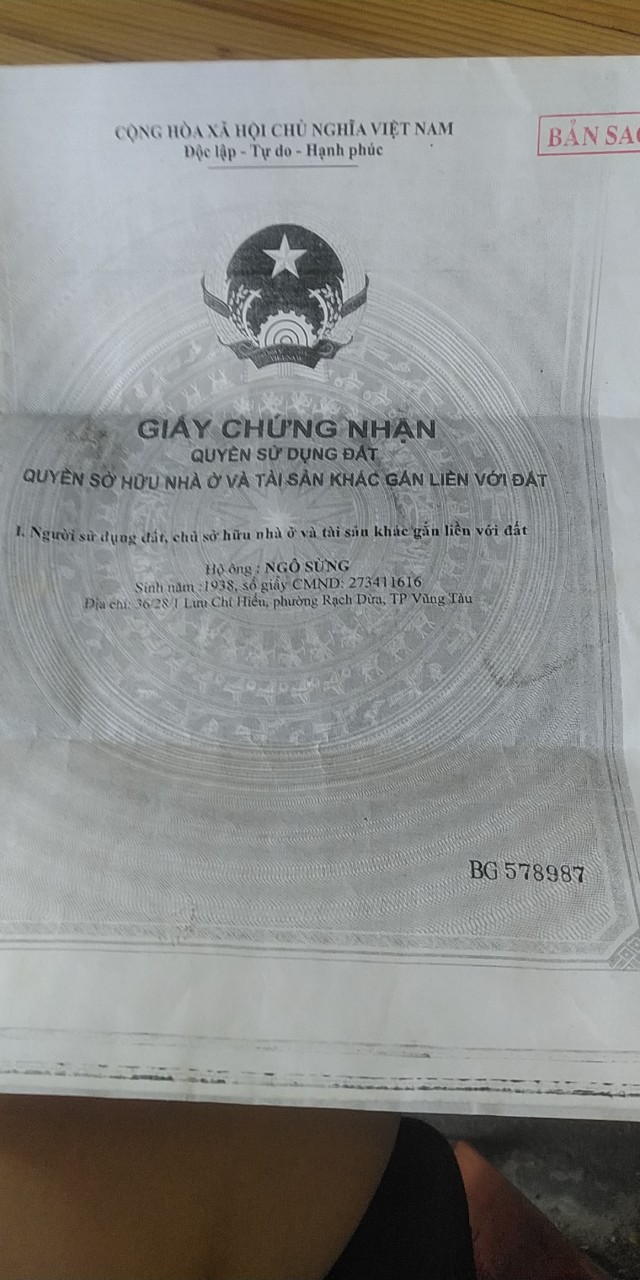 CỘNG HÒA XÃ HỘI CHỦ NGHĨA VIỆT NAM
Độc lập - Tự do - Hạnh phúc
BẢN SAO
GIẤY CHỨNG NHẬN
QUYỀN SỬ DỤNG ĐẤT
QUYỀN SỞ HỮU NHÀ Ở VÀ TÀI SẢN KHÁC GẮN LIỀN VỚI ĐẤT
I. Người sử dụng đất, chủ sở hữu nhà ở và tài sản khác gắn liền với đất
Hộ ông : NGÔ SỪNG
Sinh năm :1938, số giấy CMND: 273411616
Địa chỉ: 36/28/1 Lưu Chí Hiếu, phường Rạch Dừa, TP Vũng Tàu
BG 578987